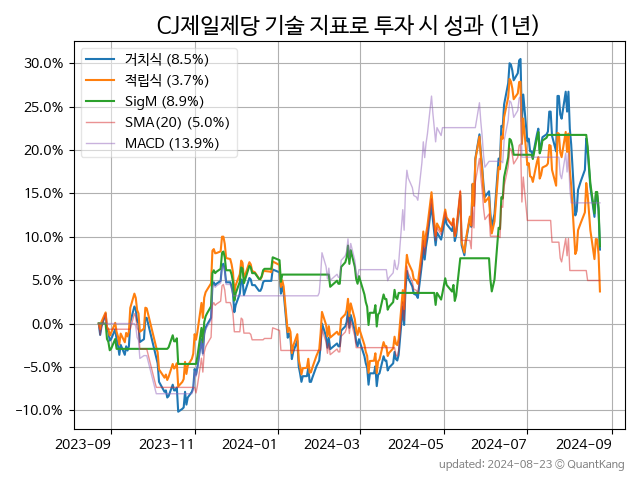 CJ제일제당 기술 지표로 투자 시 성과 (1년)
거치식 (8.5%)
적립식 (3.7%)
SigM (8.9%)
SMA(20) (5.0%)
MACD (13.9%)
30.0%
25.0%
20.0%
15.0%
10.0%
5.0%
0.0%
−5.0%
−10.0%
2023-09 2023-11 2024-01 2024-03 2024-05 2024-07 2024-09
updated: 2024-08-23 © QuantKang